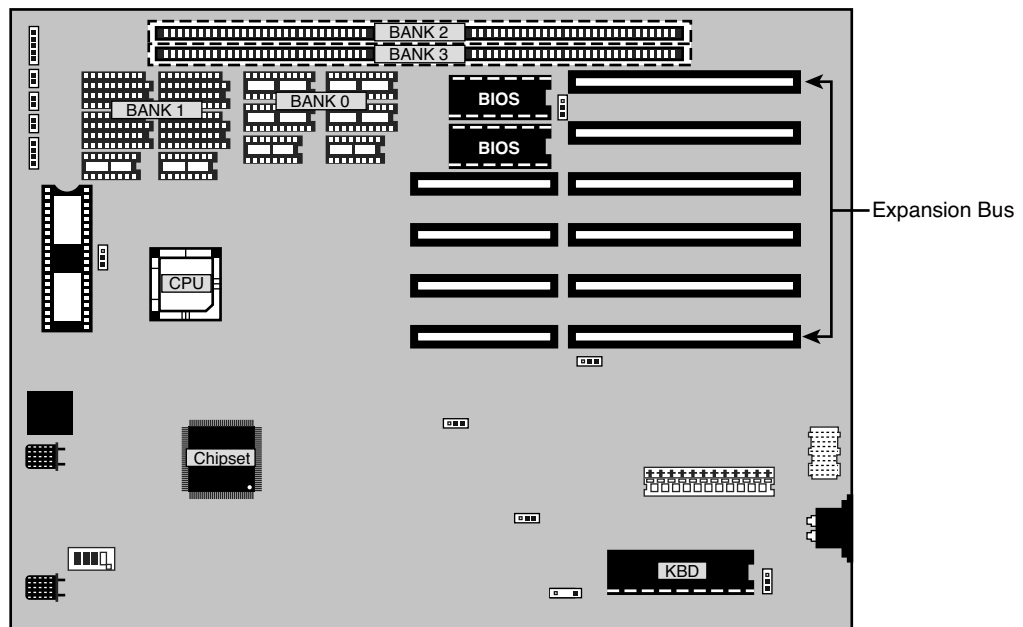 BANK 2
BANK 3
BANK 1
BANK 0
BIOS
BIOS
Expansion Bus
CPU
Chipset
KBD